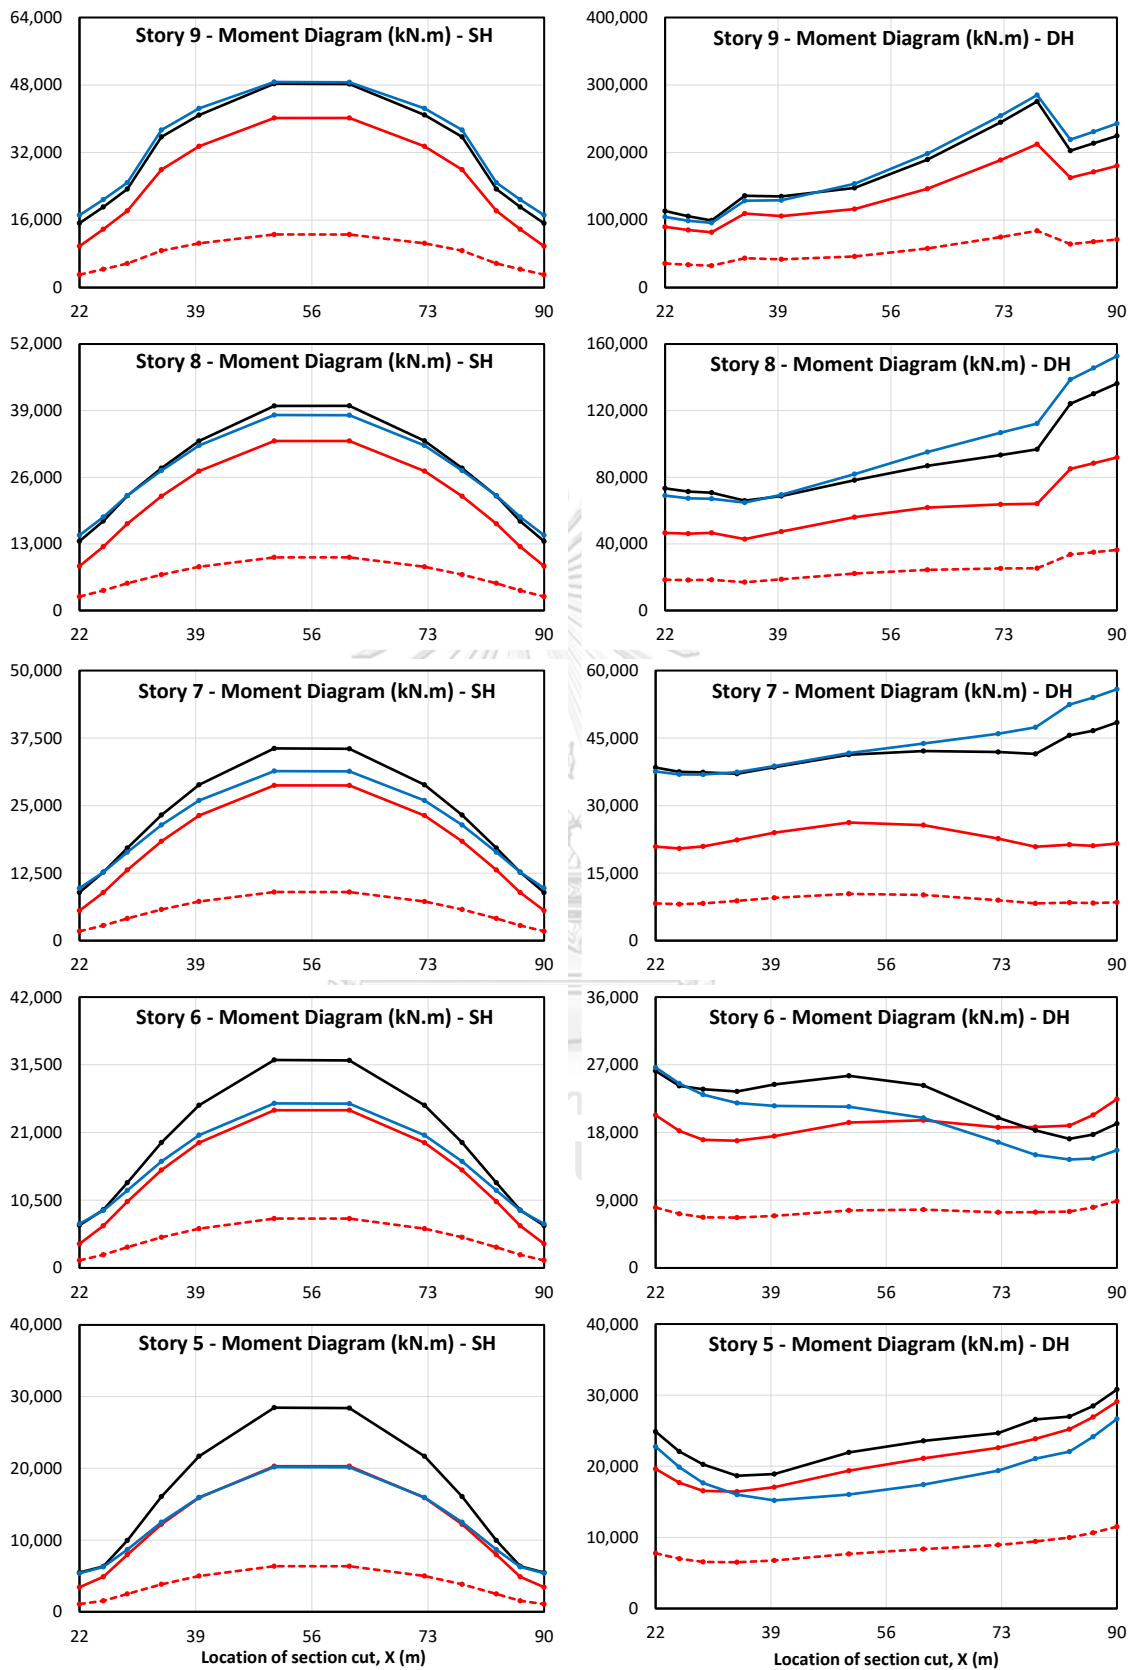 Story 9 - Moment Diagram (kN.m) - SH
64,000
48,000
32,000
16,000
0
22 39 56 73 90
Story 9 - Moment Diagram (kN.m) - DH
400,000
300,000
200,000
100,000
0
22 39 56 73 90
Story 8 - Moment Diagram (kN.m) - SH
52,000
39,000
26,000
13,000
0
22 39 56 73 90
Story 8 - Moment Diagram (kN.m) - DH
160,000
120,000
80,000
40,000
0
22 39 56 73 90
Story 7 - Moment Diagram (kN.m) - SH
50,000
37,500
25,000
12,500
0
22 39 56 73 90
Story 7 - Moment Diagram (kN.m) - DH
60,000
45,000
30,000
15,000
0
22 39 56 73 90
Story 6 - Moment Diagram (kN.m) - SH
42,000
31,500
21,000
10,500
0
22 39 56 73 90
Story 6 - Moment Diagram (kN.m) - DH
36,000
27,000
18,000
9,000
0
22 39 56 73 90
Story 5 - Moment Diagram (kN.m) - SH
40,000
30,000
20,000
10,000
0
22 39 56 73 90
Location of section cut, X (m)
Story 5 - Moment Diagram (kN.m) - DH
40,000
30,000
20,000
10,000
0
22 39 56 73 90
Location of section cut, X (m)